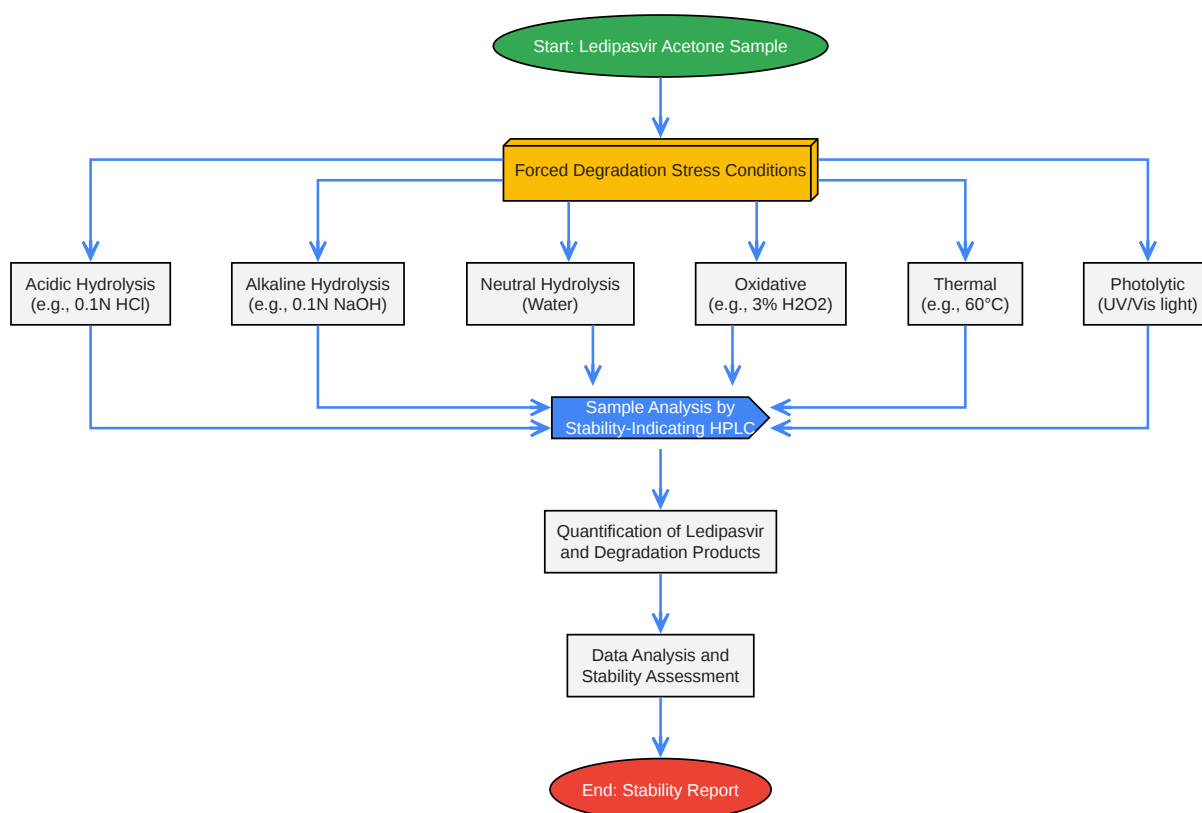 Start: Ledipasvir Acetone Sample
Forced Degradation Stress Conditions
Acidic Hydrolysis
(e.g., 0.1N HCl)
Alkaline Hydrolysis
(e.g., 0.1N NaOH)
Neutral Hydrolysis
(Water)
Oxidative
(e.g., 3% H2O2)
Thermal
(e.g., 60°C)
Photolytic
(UV/Vis light)
Sample Analysis by
Stability-Indicating HPLC
Quantification of Ledipasvir
and Degradation Products
Data Analysis and
Stability Assessment
End: Stability Report